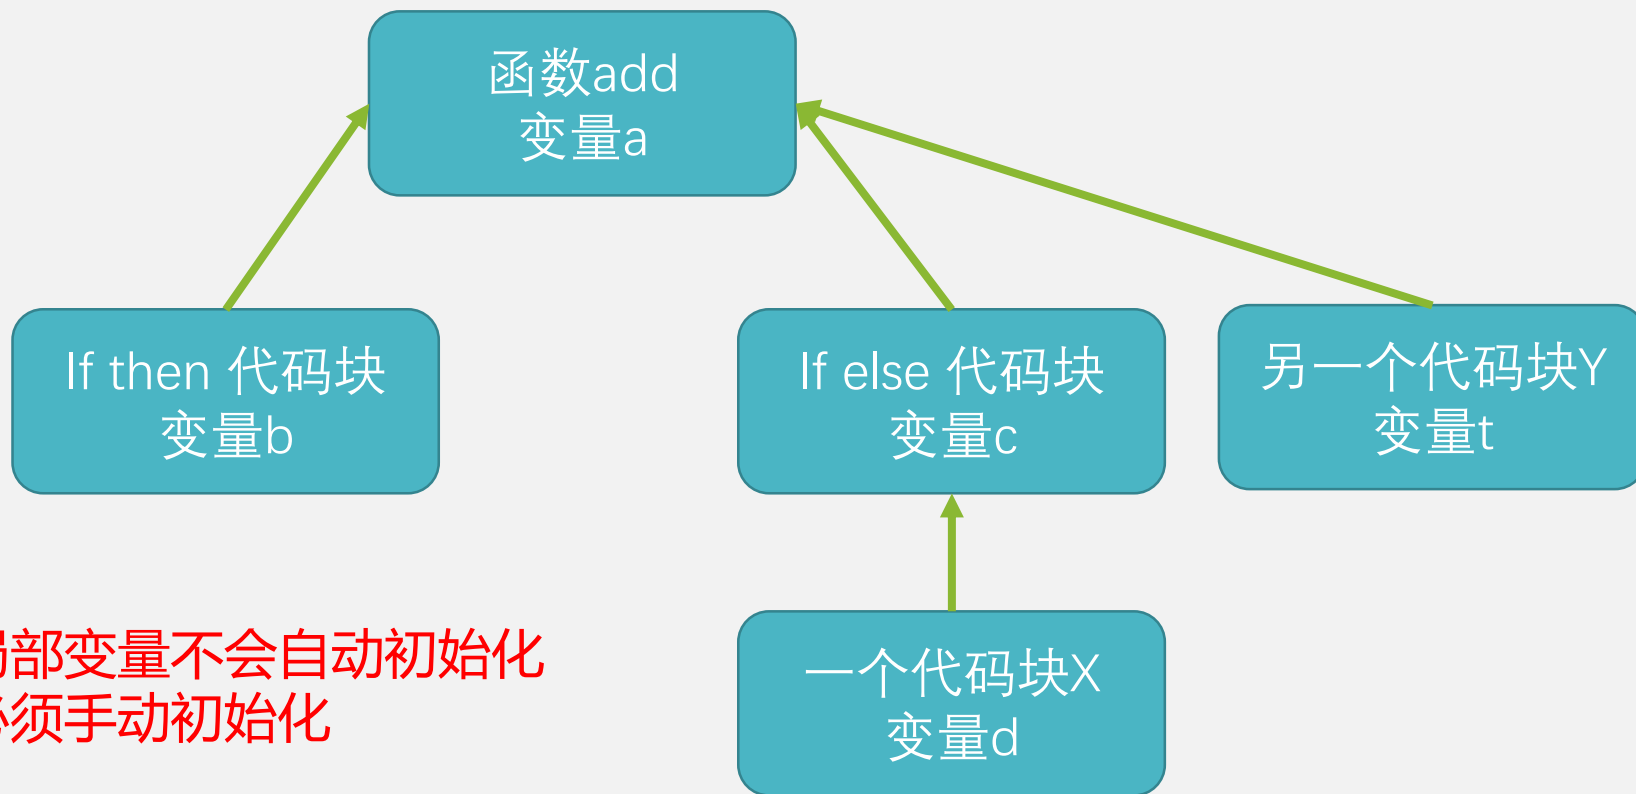 函数add
变量a
If then 代码块
变量b
If else 代码块
变量c
另一个代码块Y
变量t
局部变量不会自动初始化
必须手动初始化
一个代码块X
变量d